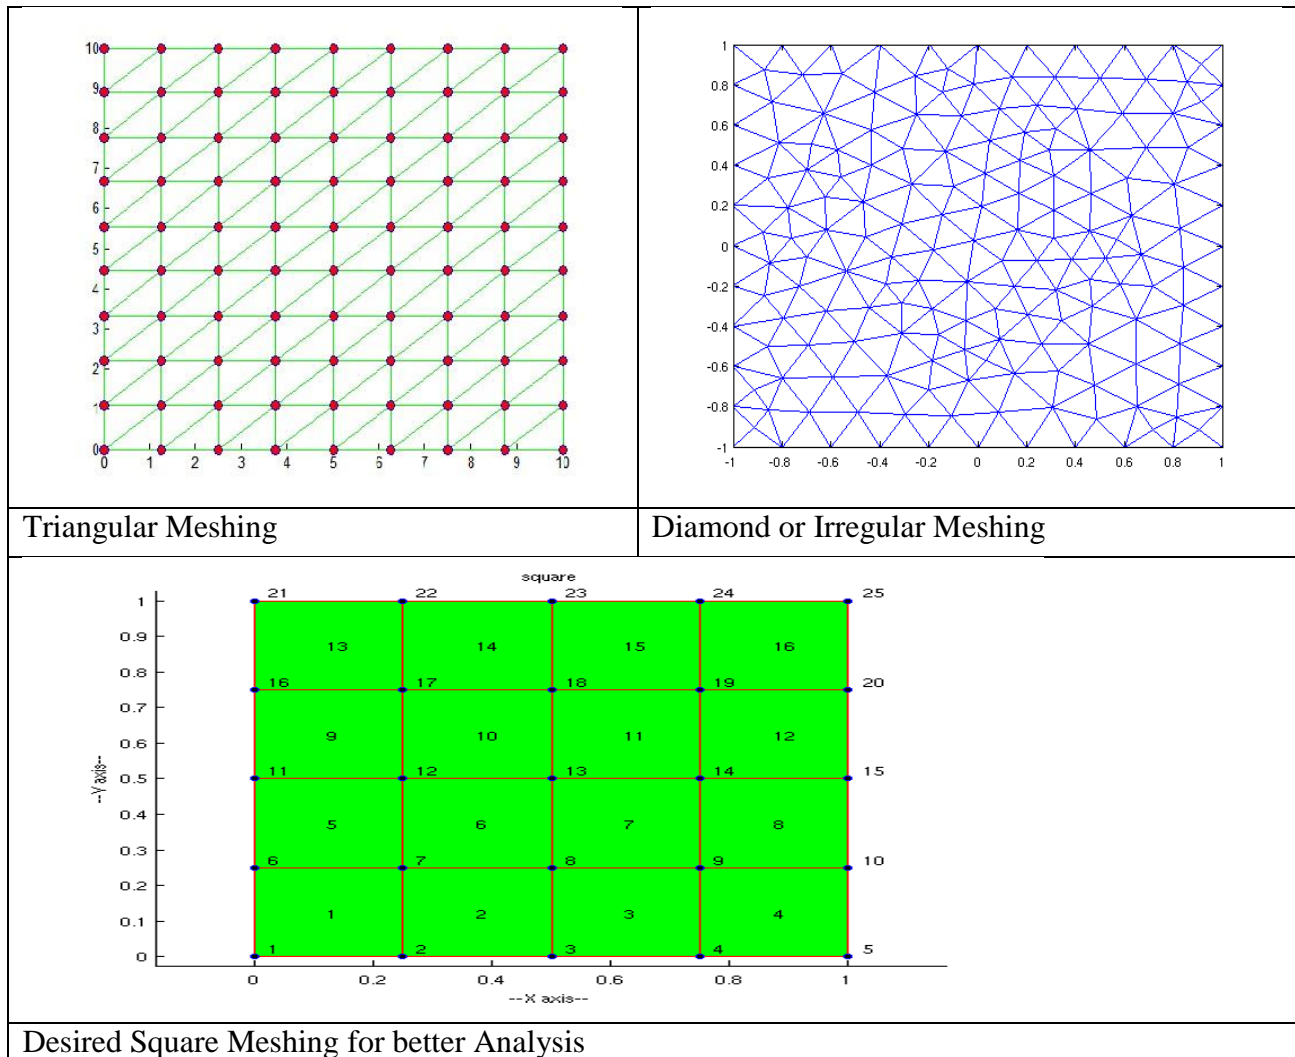 10
9
8
7
6
5
4
3
2
1
0
0 1 2 3 4 5 6 7 8 9 10
Triangular Meshing
1
0.8
0.6
0.4
0.2
0
-0.2
-0.4
-0.6
-0.8
-1
-1 -0.8 -0.6 -0.4 -0.2 0 0.2 0.4 0.6 0.8 1
Diamond or Irregular Meshing
square
21 22 23 24 25
1
0.9
13 14 15 16
0.8
16 17 18 19 20
0.7
0.6
9 10 11 12
0.5
11 12 13 14 15
--Y axis--
0.4
5 6 7 8
0.3
6 7 8 9 10
0.2
0.1
1 2 3 4
0
1 2 3 4 5
0 0.2 0.4 0.6 0.8 1
--X axis--
Desired Square Meshing for better Analysis